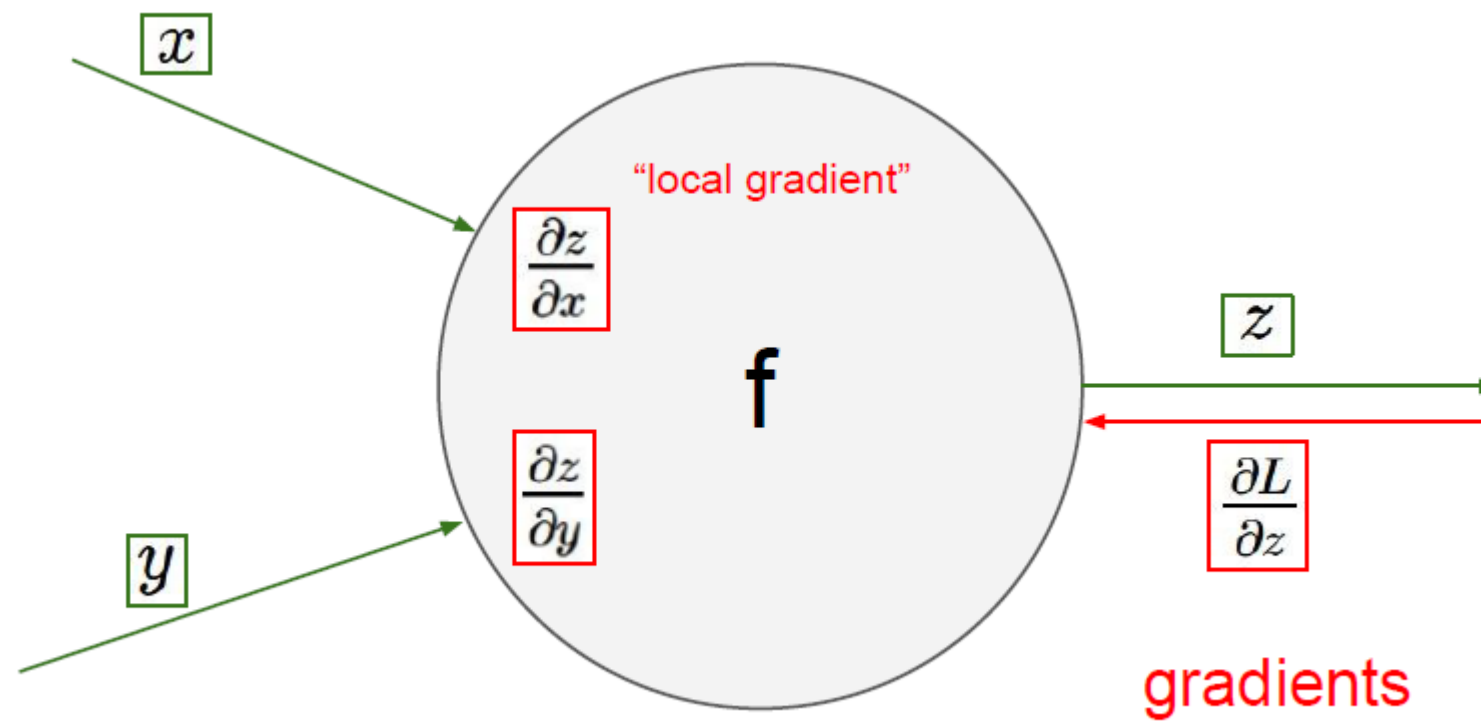 x
“local gradient”
∂z
∂x
z
f
∂z
∂y
∂L
∂z
y
gradients